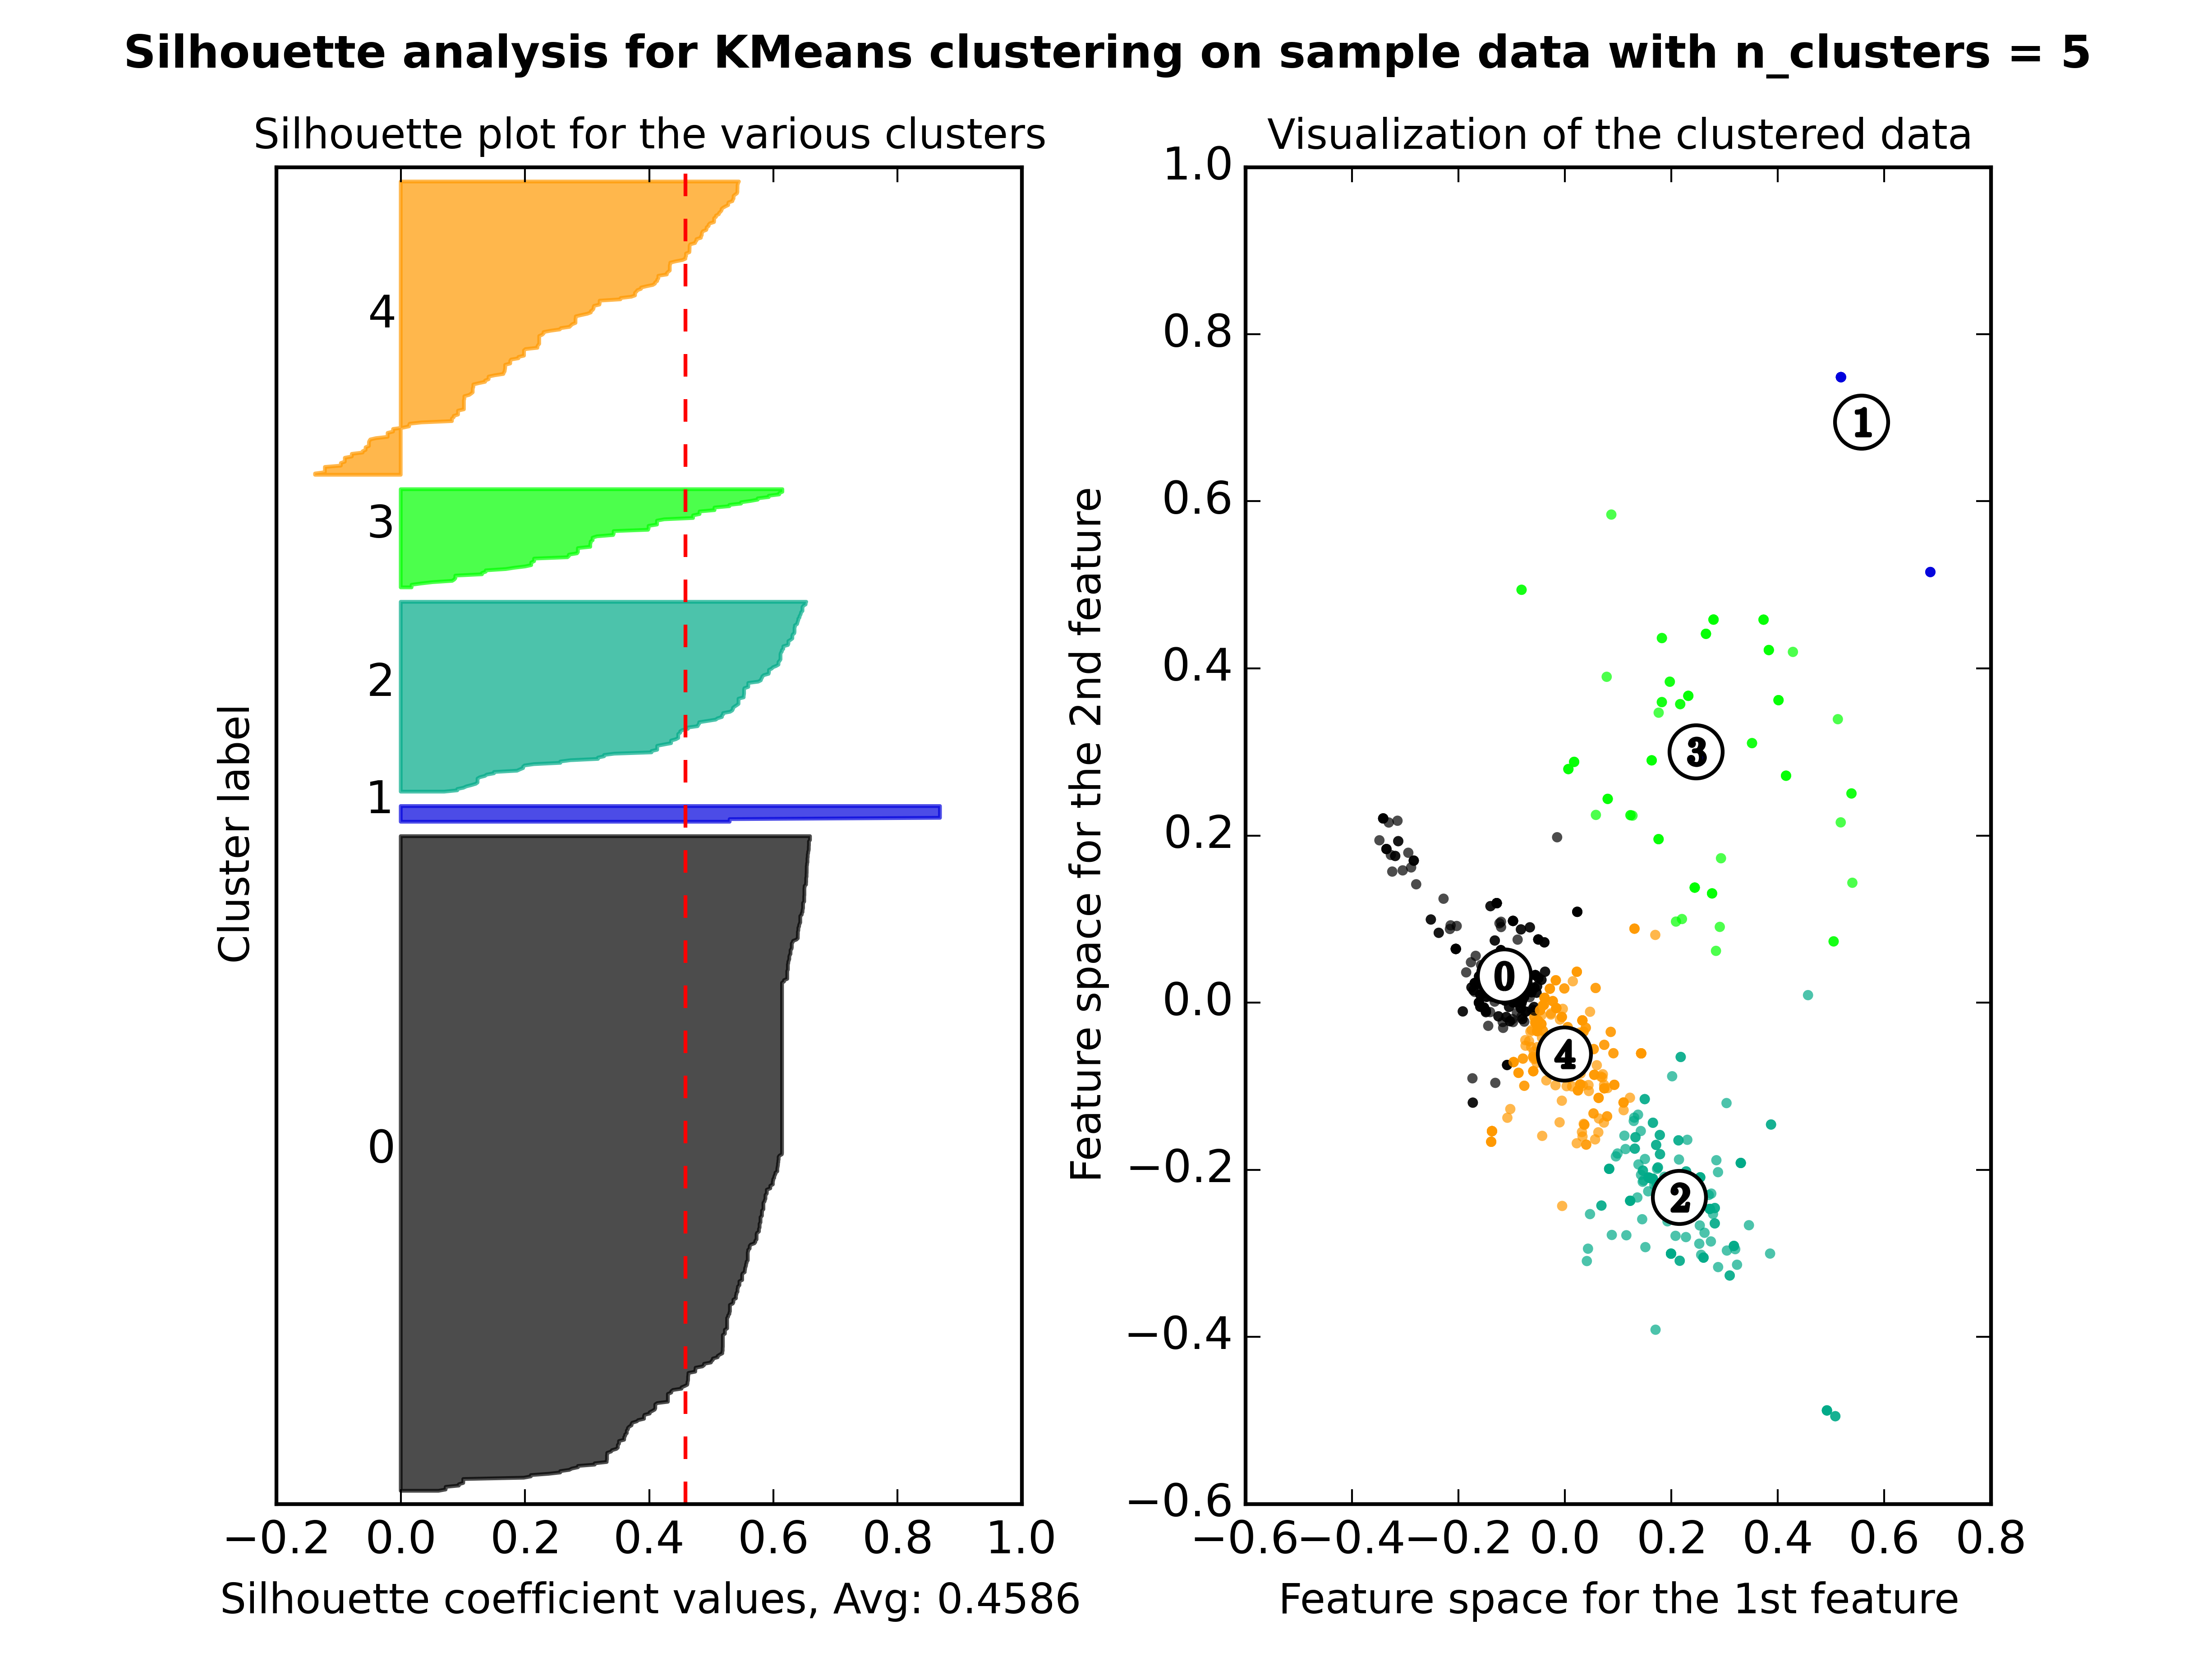 Silhouette analysis for KMeans clustering on sample data with n_clusters = 5
Silhouette plot for the various clusters
Cluster label
4
3
2
1
0
−0.2 0.0 0.2 0.4 0.6 0.8 1.0
Silhouette coefficient values, Avg: 0.4586
Visualization of the clustered data
Feature space for the 2nd feature
1.0
0.8
0.6
0.4
0.2
0.0
−0.2
−0.4
−0.6
1
3
0
4
2
−0.6 −0.4 −0.2 0.0 0.2 0.4 0.6 0.8
Feature space for the 1st feature